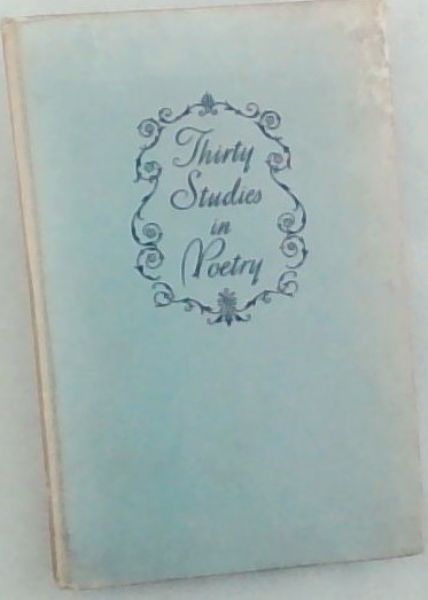 Thirty
Studies
in
Poetry